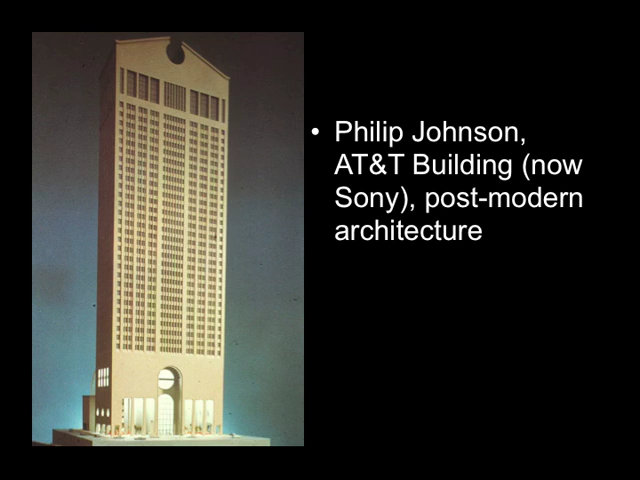 • Philip Johnson,
AT&T Building (now
Sony), post-modern
architecture